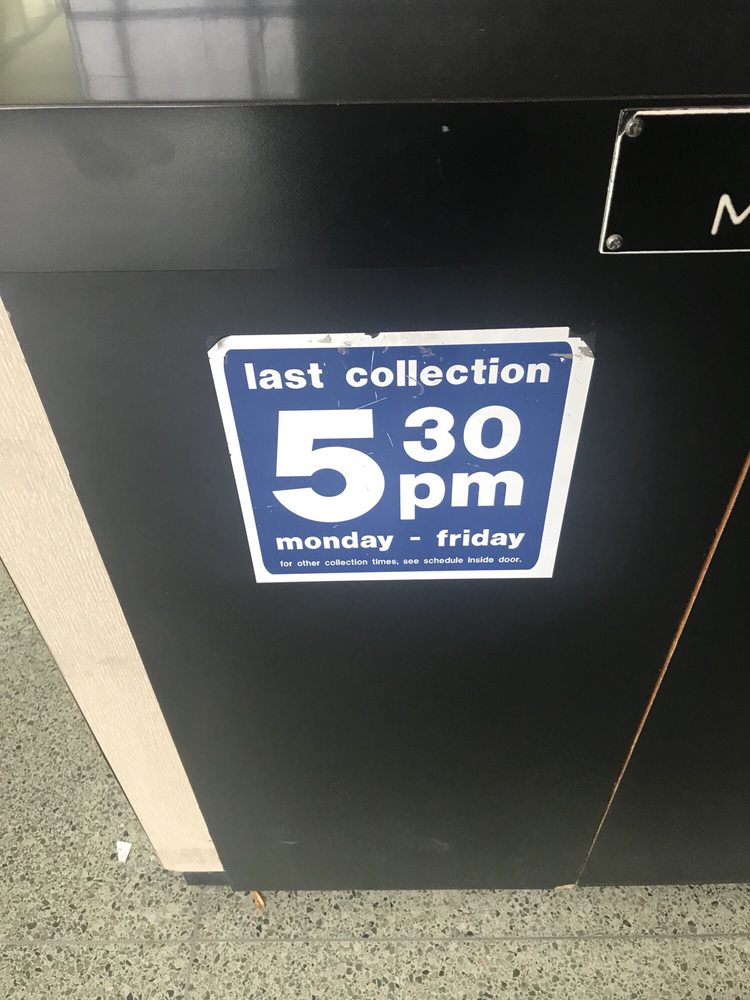 last collection
5 30
pm
monday - friday
for other collection times, see schedule inside door.
M